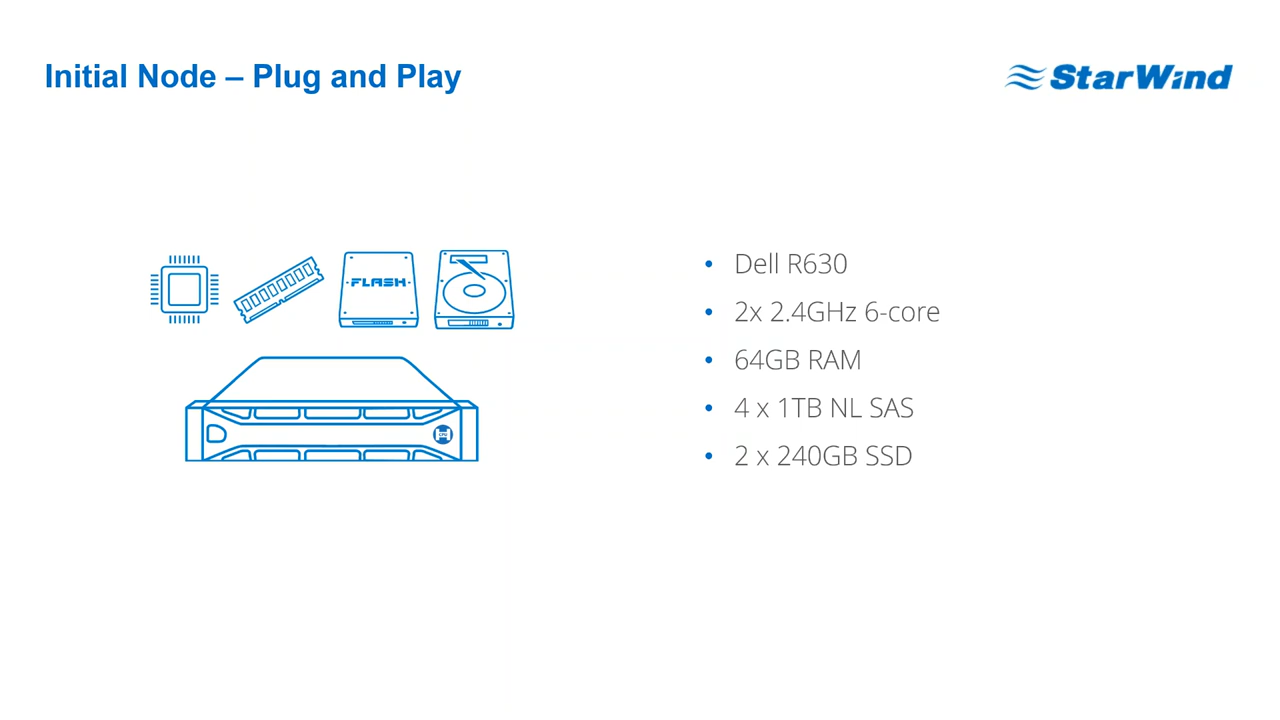 Initial Node – Plug and Play
StarWind
FLASH
CPU
• Dell R630
• 2x 2.4GHz 6-core
• 64GB RAM
• 4 x 1TB NL SAS
• 2 x 240GB SSD